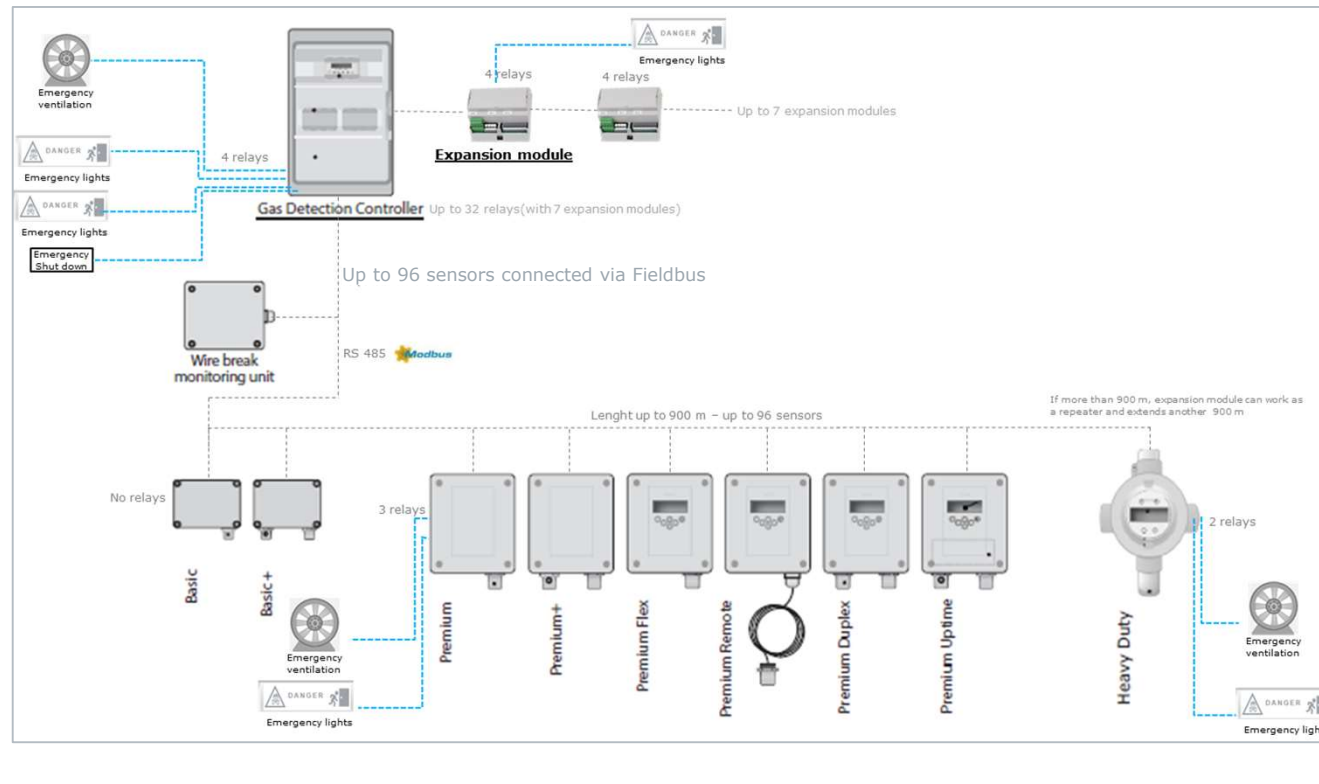 DANGER
Emergency lights
4 relays
4 relays
Emergency
ventilation
Up to 7 expansion modules
DANGER
4 relays
Expansion module
Emergency lights
DANGER
Gas Detection Controller
Up to 32 relays(with 7 expansion modules)
Emergency lights
Emergency
Shut down
Up to 96 sensors connected via Fieldbus
RS 485
Modbus
Wire break
monitoring unit
If more than 900 m, expansion module can work as
a repeater and extends another 900 m
Lenght up to 900 m – up to 96 sensors
No relays
3 relays
2 relays
Basic
Basic+
Premium
Premium+
Premium Flex
Premium Remote
Premium Duplex
Premium Uptime
Heavy Duty
Emergency
ventilation
DANGER
Emergency lights
Emergency
ventilation
DANGER
Emergency ligh